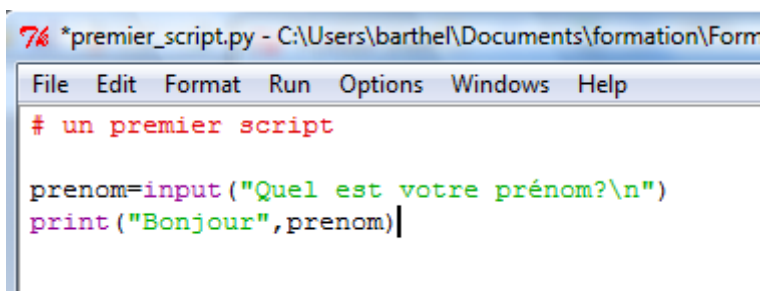 *premier_script.py - C:\Users\barthel\Documents\formation\Form
File Edit Format Run Options Windows Help
# un premier script
prenom=input("Quel est votre prénom?\n")
print("Bonjour",prenom)